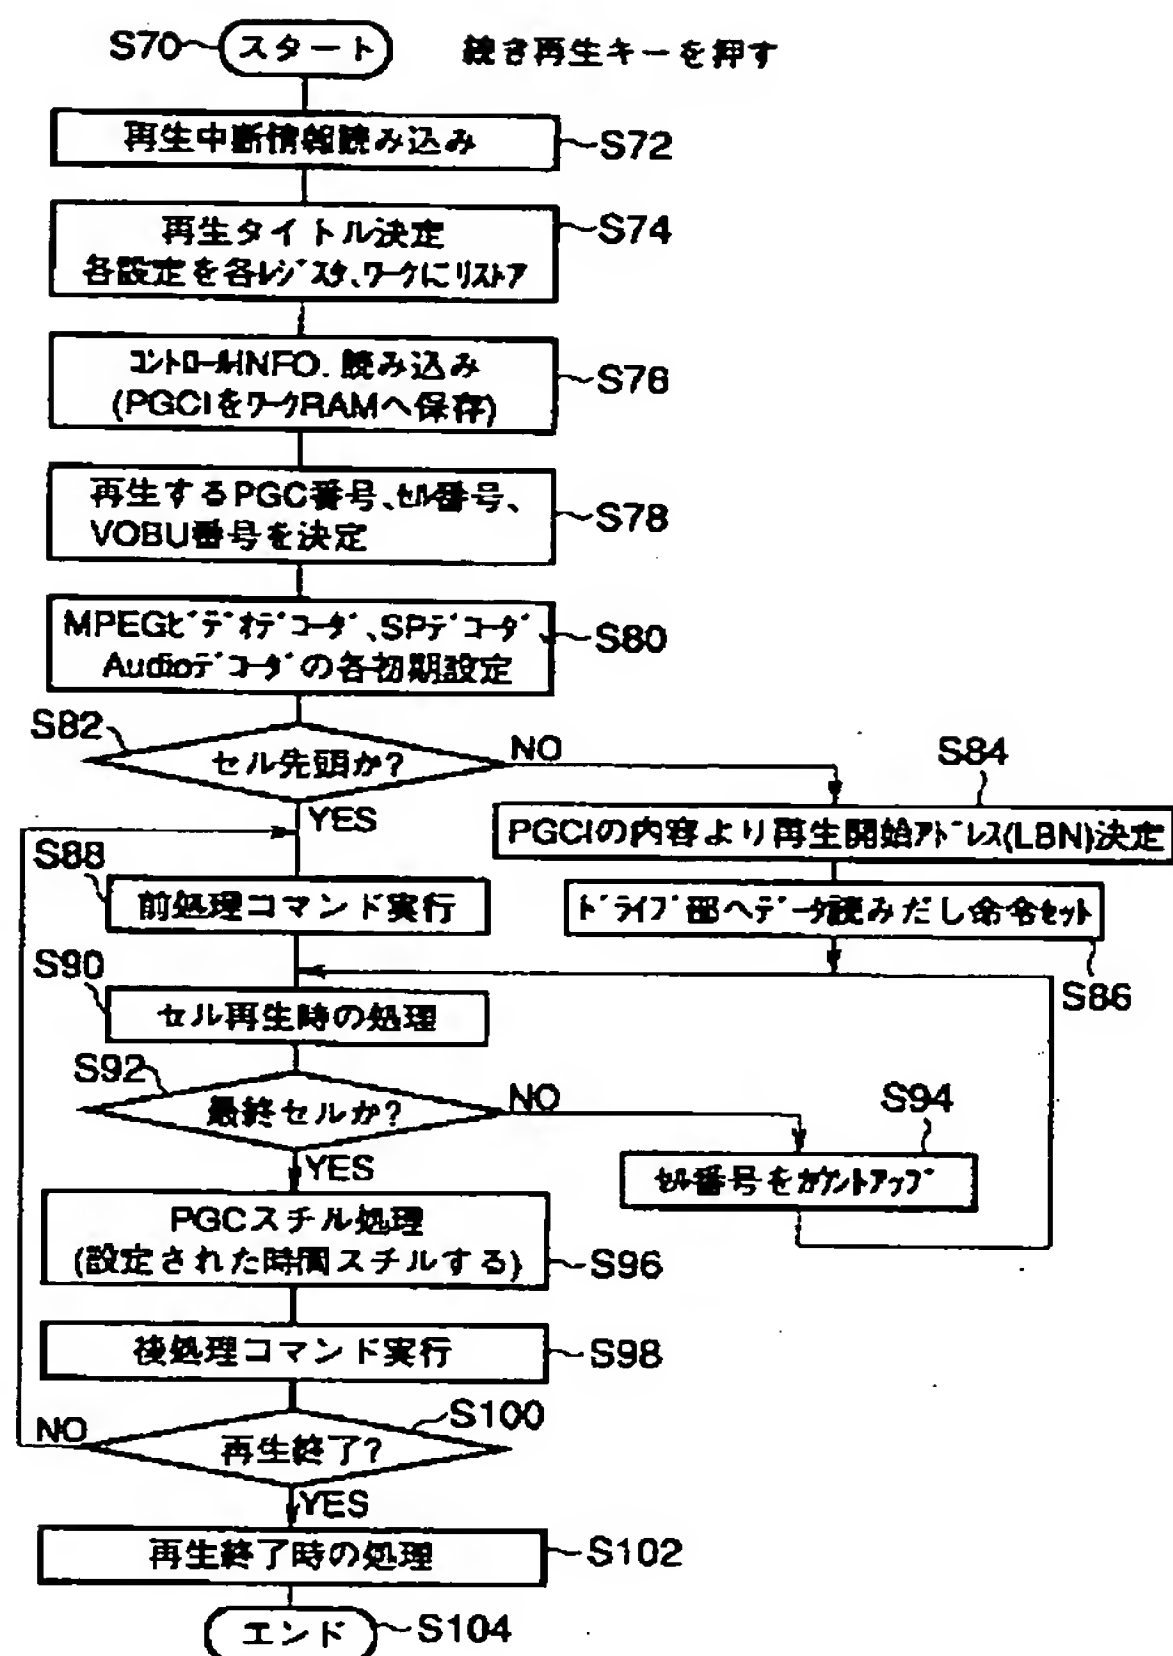 S70 スタート 続き再生キーを押す
再生中断情報読み込み S72
再生タイトル決定 S74
各設定を各レジスタ、ワークにリストア
コントロールINFO. 読み込み S76
(PGCIをワークRAMへ保存)
再生するPGC番号、セル番号、 S78
VOBU番号を決定
MPEGビデオデコーダ、SPデコーダ S80
Audioデコーダの各初期設定
S82 セル先頭か? NO
YES
S84
PGCIの内容より再生開始アドレス(LBN)決定
S88
前処理コマンド実行
ドライブ部へデータ読みだし命令セット
S86
S90
セル再生時の処理
S92 最終セルか? NO
YES
S94
セル番号をカウントアップ
PGCスチル処理
(設定された時間スチルする) S96
後処理コマンド実行 S98
再生終了? S100
NO
YES
再生終了時の処理 S102
エンド S104